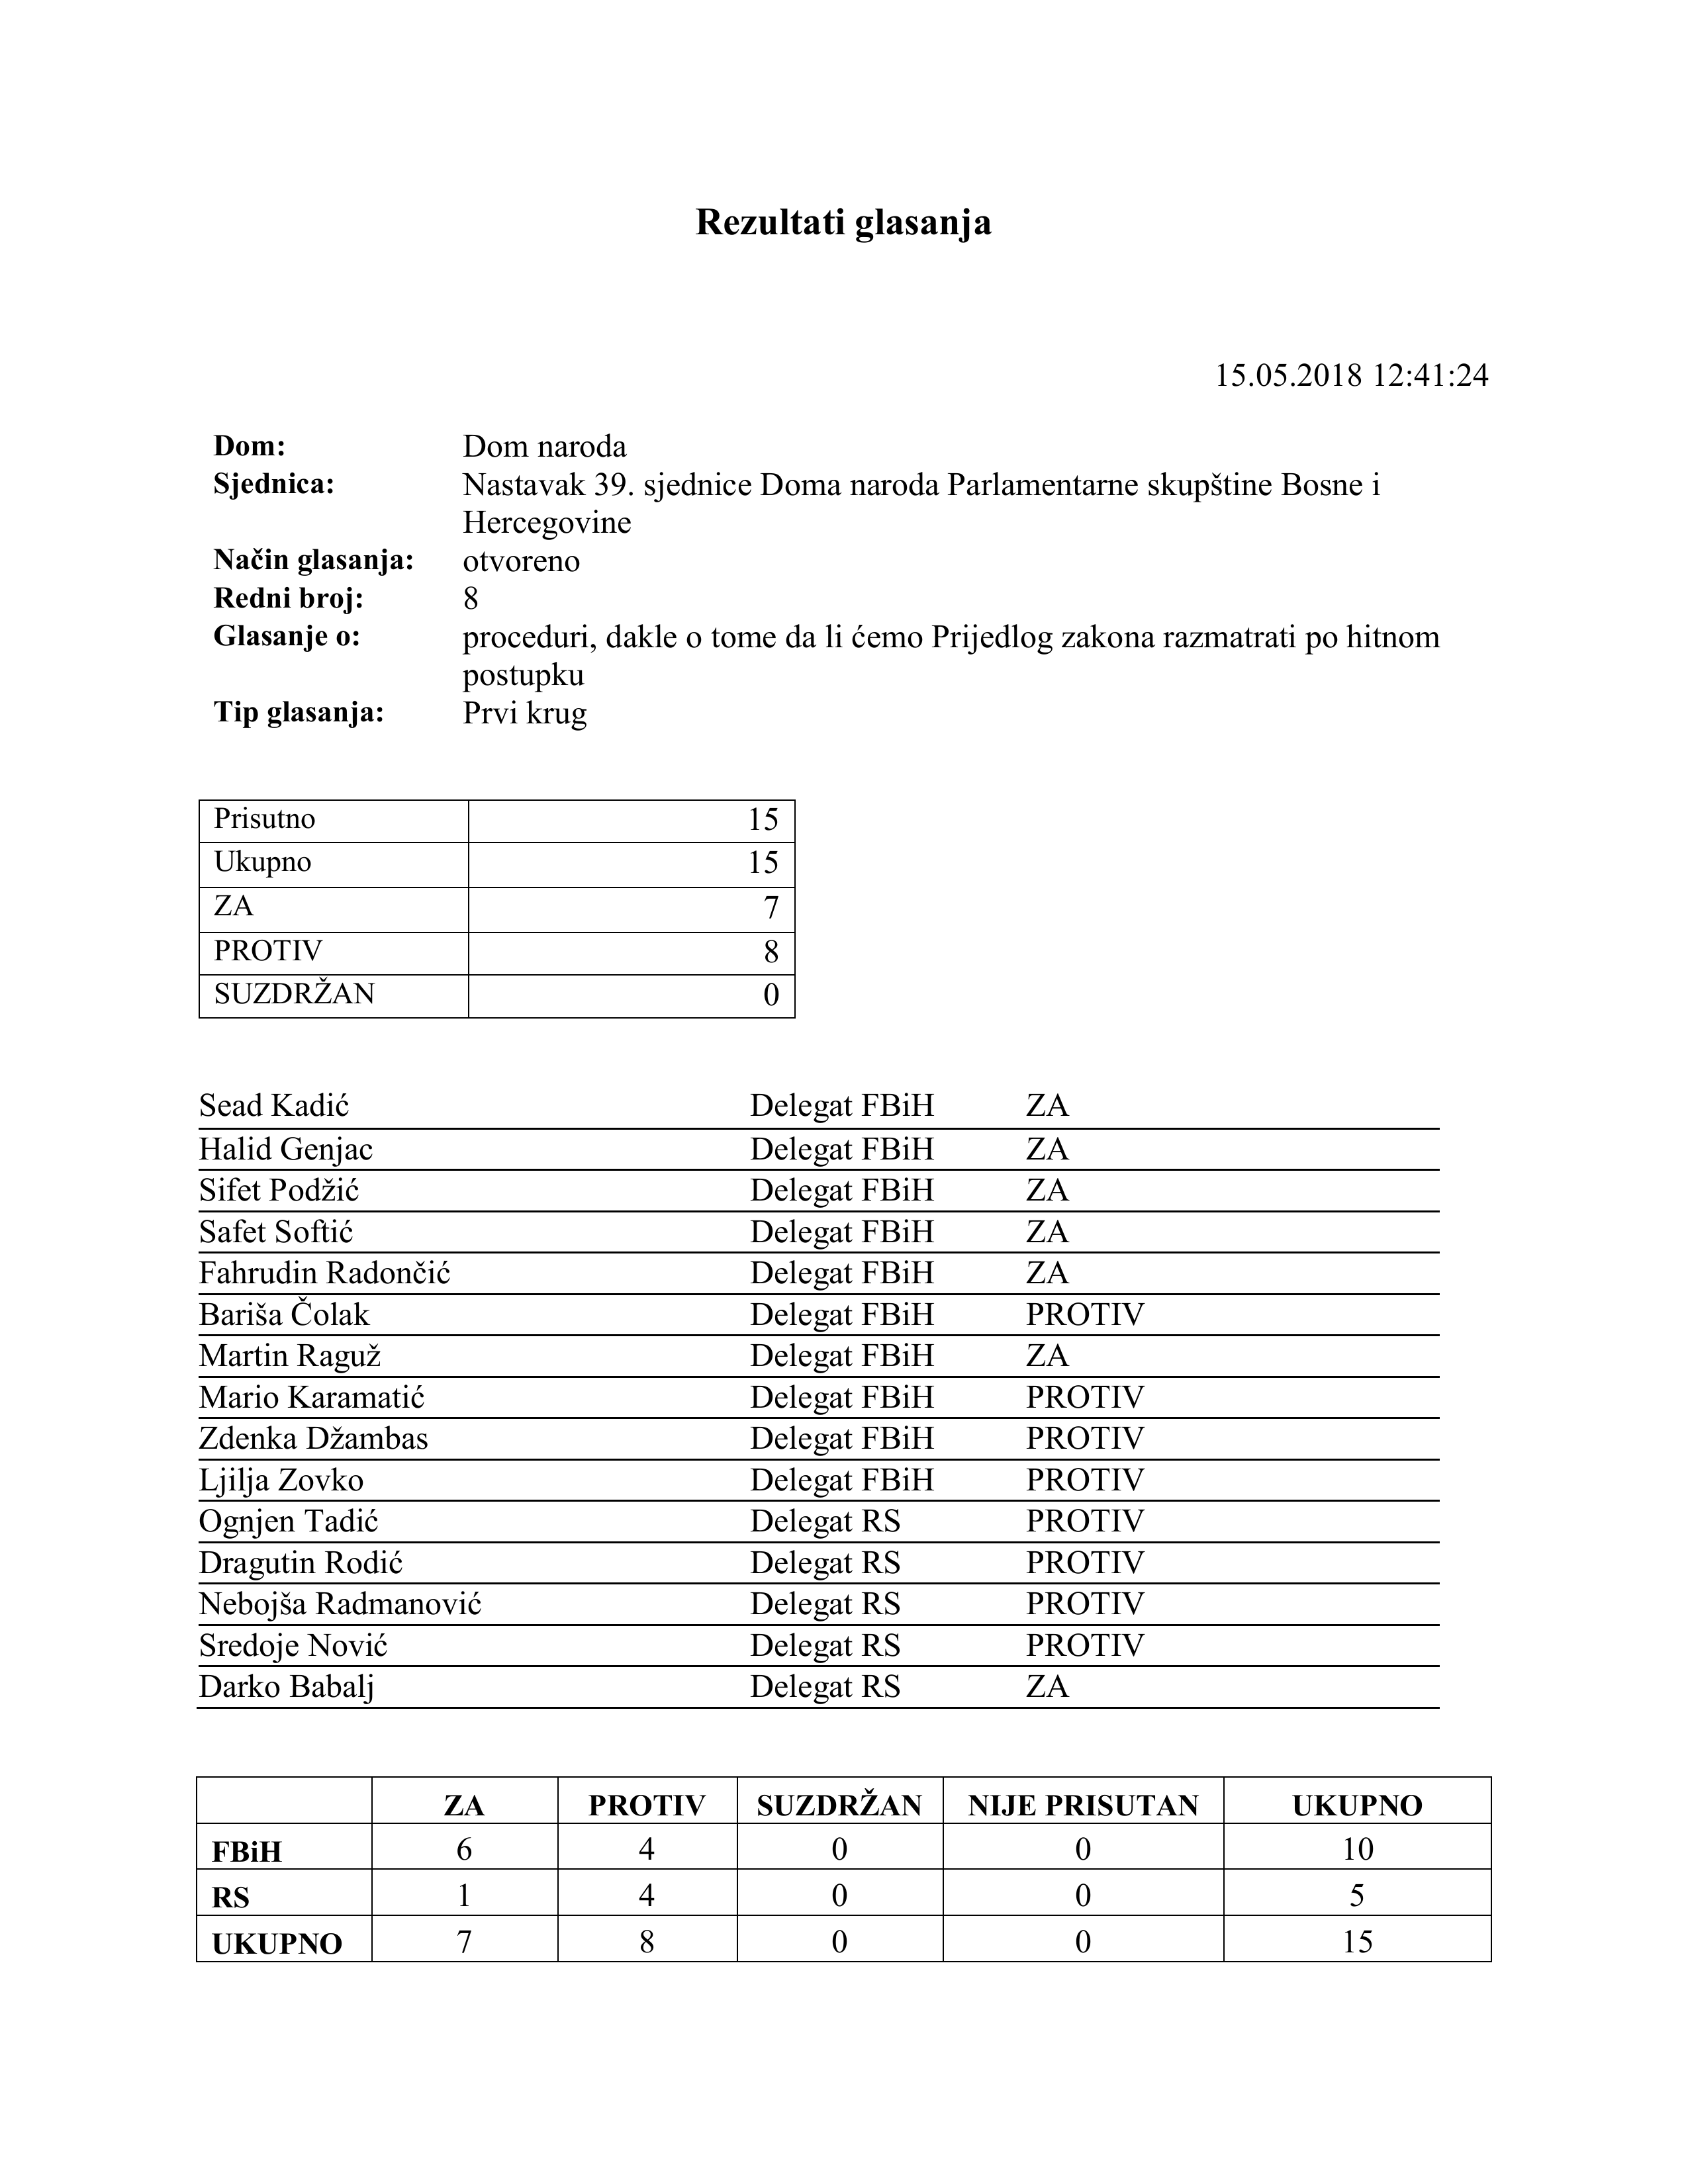 Rezultati glasanja
15.05.2018 12:41:24
Dom: Dom naroda
Sjednica: Nastavak 39. sjednice Doma naroda Parlamentarne skupštine Bosne i
Hercegovine
Način glasanja: otvoreno
Redni broj: 8
Glasanje o: proceduri, dakle o tome da li ćemo Prijedlog zakona razmatrati po hitnom
postupku
Tip glasanja: Prvi krug
Prisutno 15
Ukupno 15
ZA 7
PROTIV 8
SUZDRŽAN 0
Sead Kadić Delegat FBiH ZA
Halid Genjac Delegat FBiH ZA
Sifet Podžić Delegat FBiH ZA
Safet Softić Delegat FBiH ZA
Fahrudin Radončić Delegat FBiH ZA
Bariša Čolak Delegat FBiH PROTIV
Martin Raguž Delegat FBiH ZA
Mario Karamatić Delegat FBiH PROTIV
Zdenka Džambas Delegat FBiH PROTIV
Ljilja Zovko Delegat FBiH PROTIV
Ognjen Tadić Delegat RS PROTIV
Dragutin Rodić Delegat RS PROTIV
Nebojša Radmanović Delegat RS PROTIV
Sredoje Nović Delegat RS PROTIV
Darko Babalj Delegat RS ZA
ZA PROTIV SUZDRŽAN NIJE PRISUTAN UKUPNO
FBiH 6 4 0 0 10
RS 1 4 0 0 5
UKUPNO 7 8 0 0 15